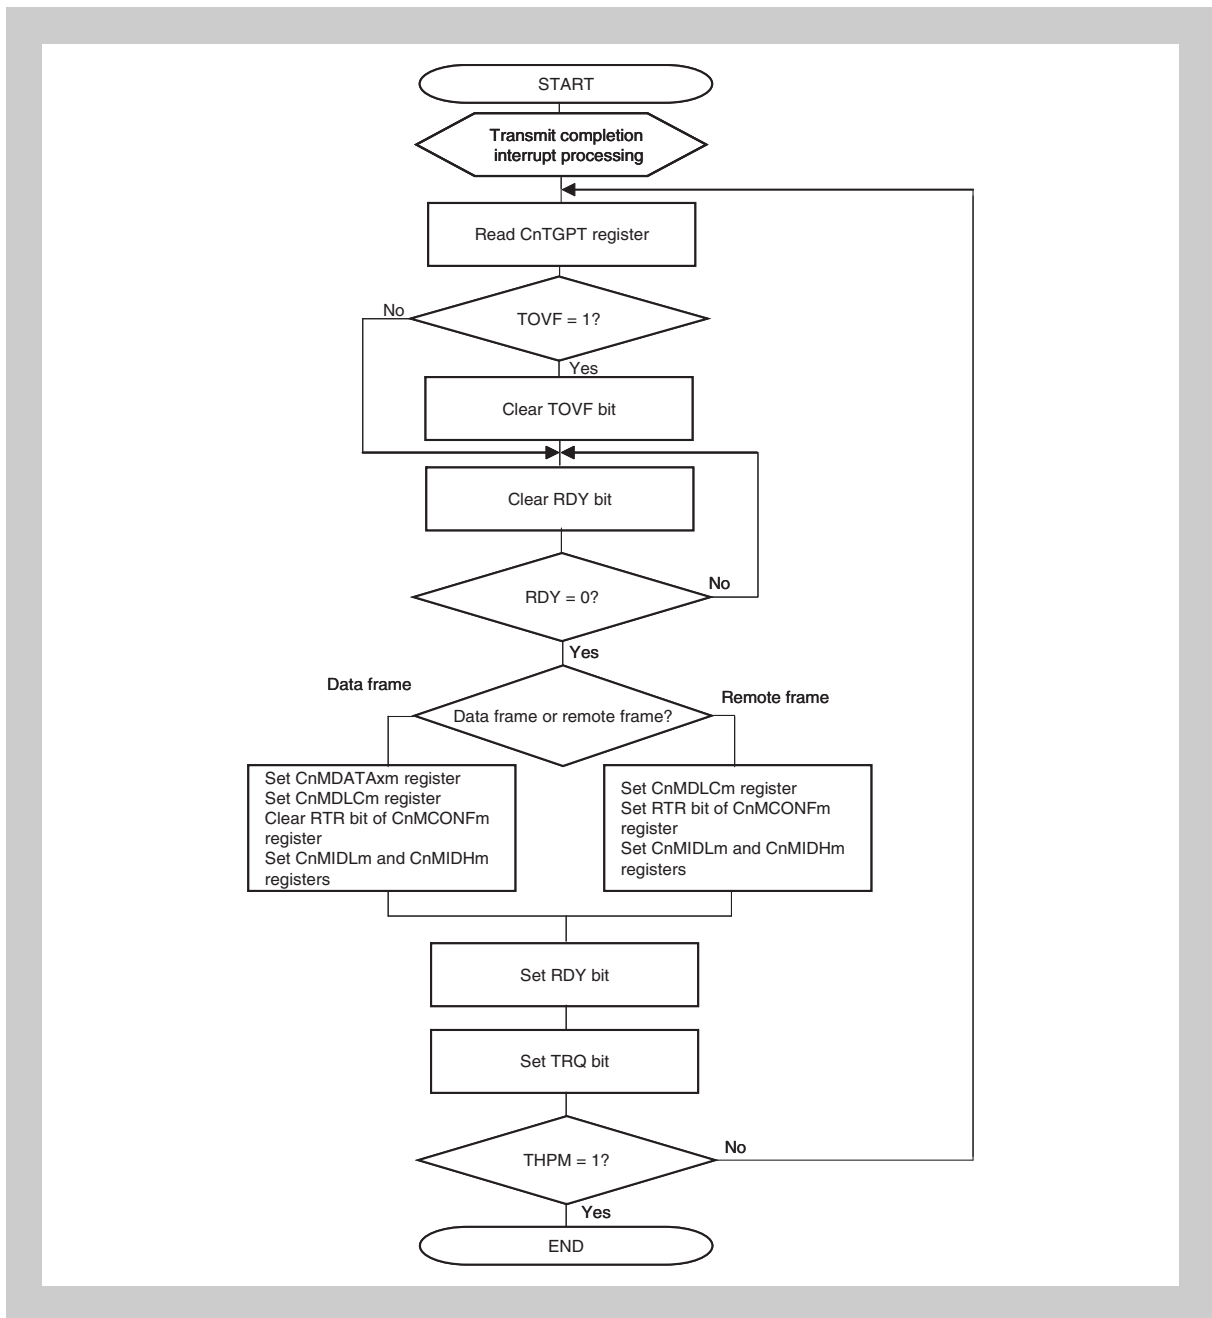 START
Transmit completion
interrupt processing
Read CnTGPT register
TOVF = 1?
No
Yes
Clear TOVF bit
Clear RDY bit
RDY = 0?
No
Yes
Data frame
Remote frame
Data frame or remote frame?
Set CnMDATAxm register
Set CnMDLCm register
Clear RTR bit of CnMCONFm
register
Set CnMIDLm and CnMIDHm
registers
Set CnMDLCm register
Set RTR bit of CnMCONFm
register
Set CnMIDLm and CnMIDHm
registers
Set RDY bit
Set TRQ bit
THPM = 1?
No
Yes
END